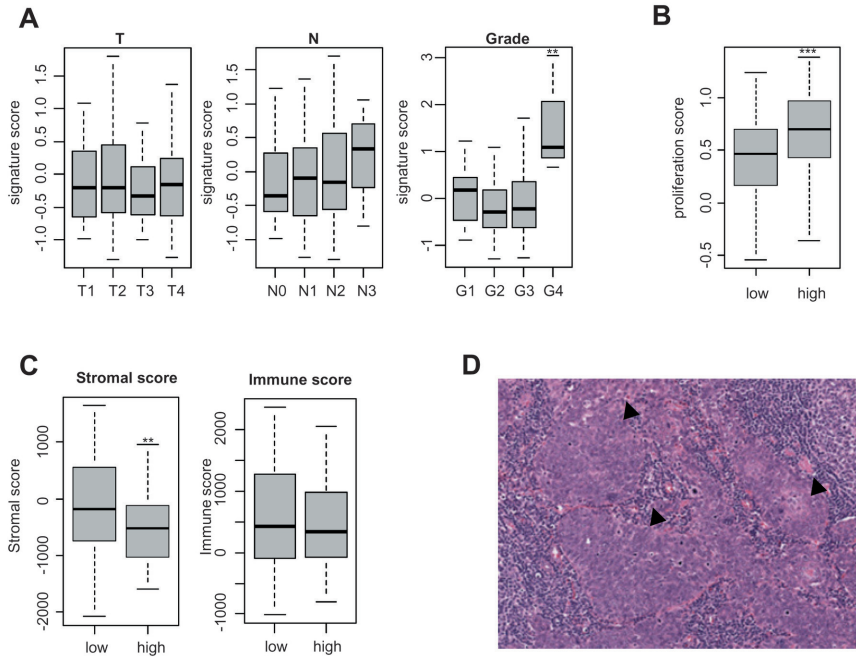 A
T
signature score
1.5
1.0
0.5
0.0
-0.5
-1.0
T1 T2 T3 T4
N
signature score
1.5
1.0
0.5
0.0
-0.5
-1.0
N0 N1 N2 N3
Grade
**
signature score
3
2
1
0
-1
G1 G2 G3 G4
B
***
proliferation score
1.0
0.5
0.0
-0.5
low high
C
Stromal score
**
Stromal score
1000
0
-1000
-2000
low high
Immune score
Immune score
2000
1000
0
-1000
low high
D